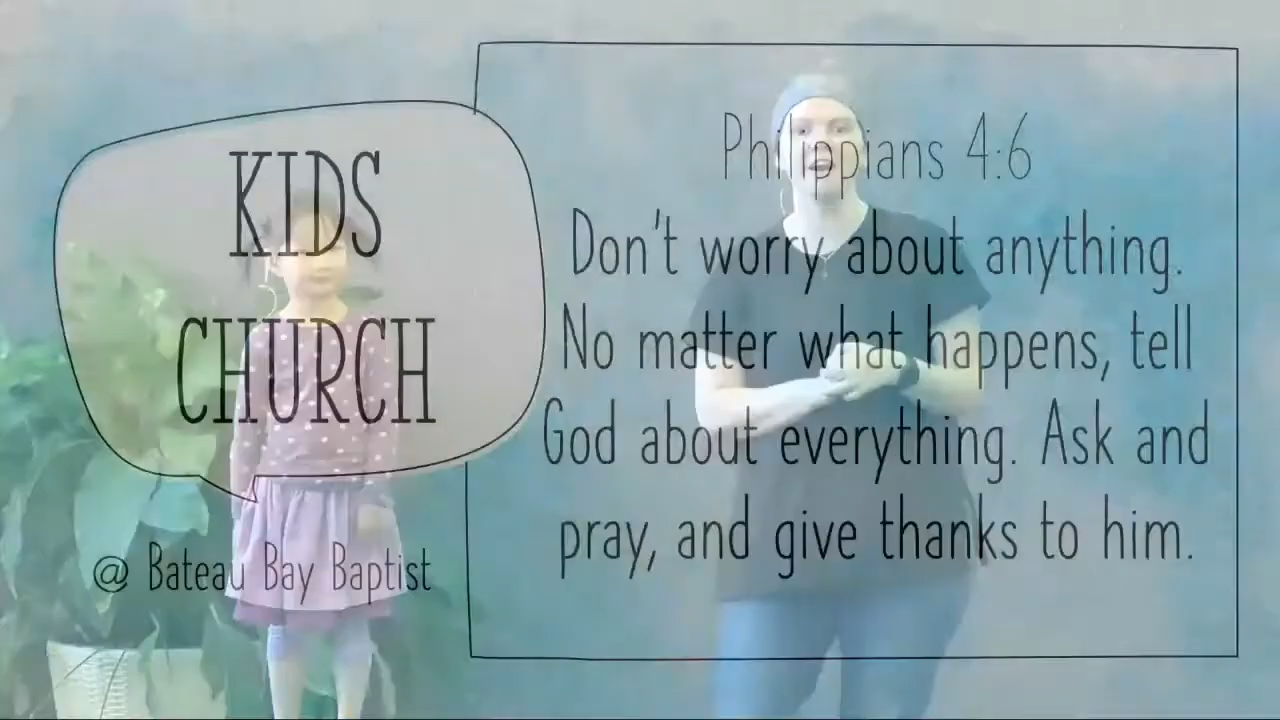 KIDS
CHURCH
@ Bateau Bay Baptist
Philippians 4:6
Don't worry about anything.
No matter what happens, tell
God about everything. Ask and
pray, and give thanks to him.